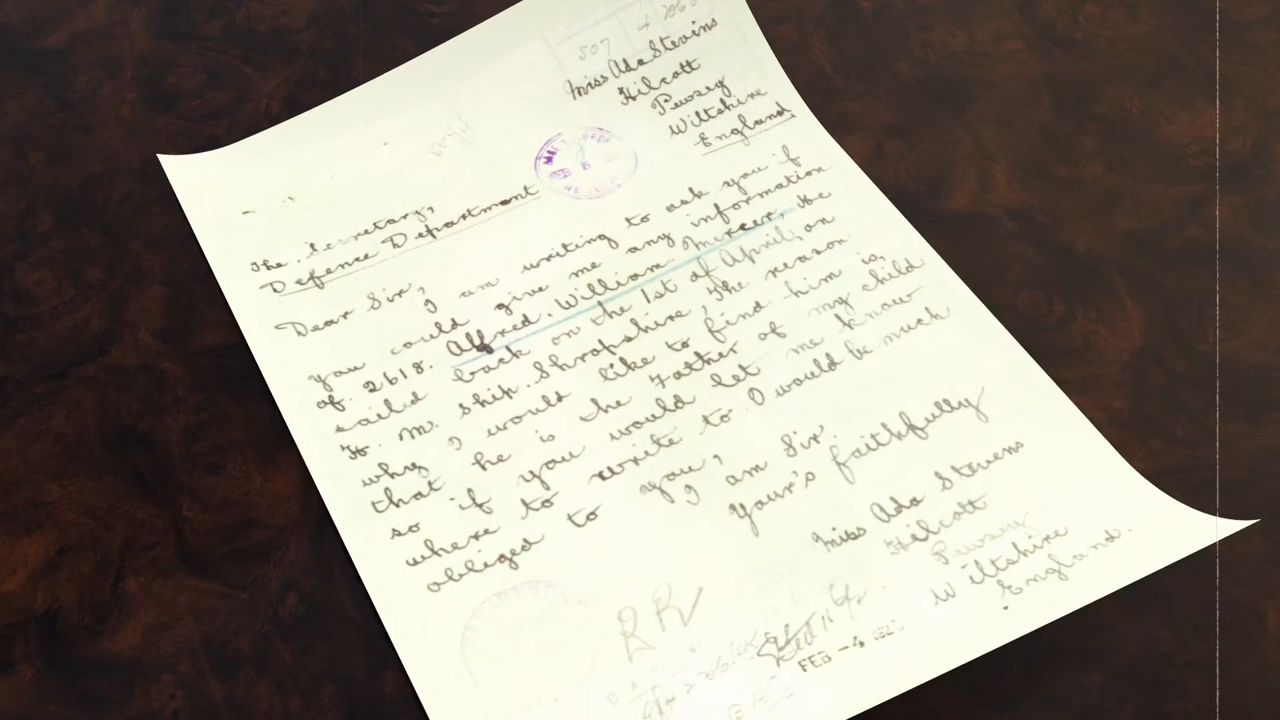 507
Miss Ada Stevins
Hilcott
Pewsey
Wiltshire
England
The Secretary,
Defence Department
Dear Sir,
I am writing to ask you if
you could give me any information
of. 2618. Alfred. William Mercer, He
sailed back on the 1st of April, on
H. M. ship. Shropshire, The reason
why I would like to find him is,
that he is the Father of my child
so if you would let me know
where to write to. I would be much
obliged to you,
I am Sir
Your's faithfully
Miss Ada Stevens
Hilcott
Pewsey
Wiltshire
England.
RR
FEB -4